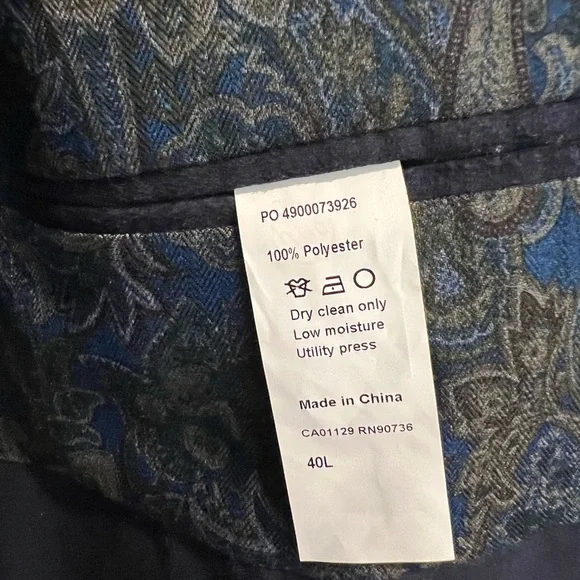 PO 4900073926
100% Polyester
Dry clean only
Low moisture
Utility press
Made in China
CA01129 RN90736
40L